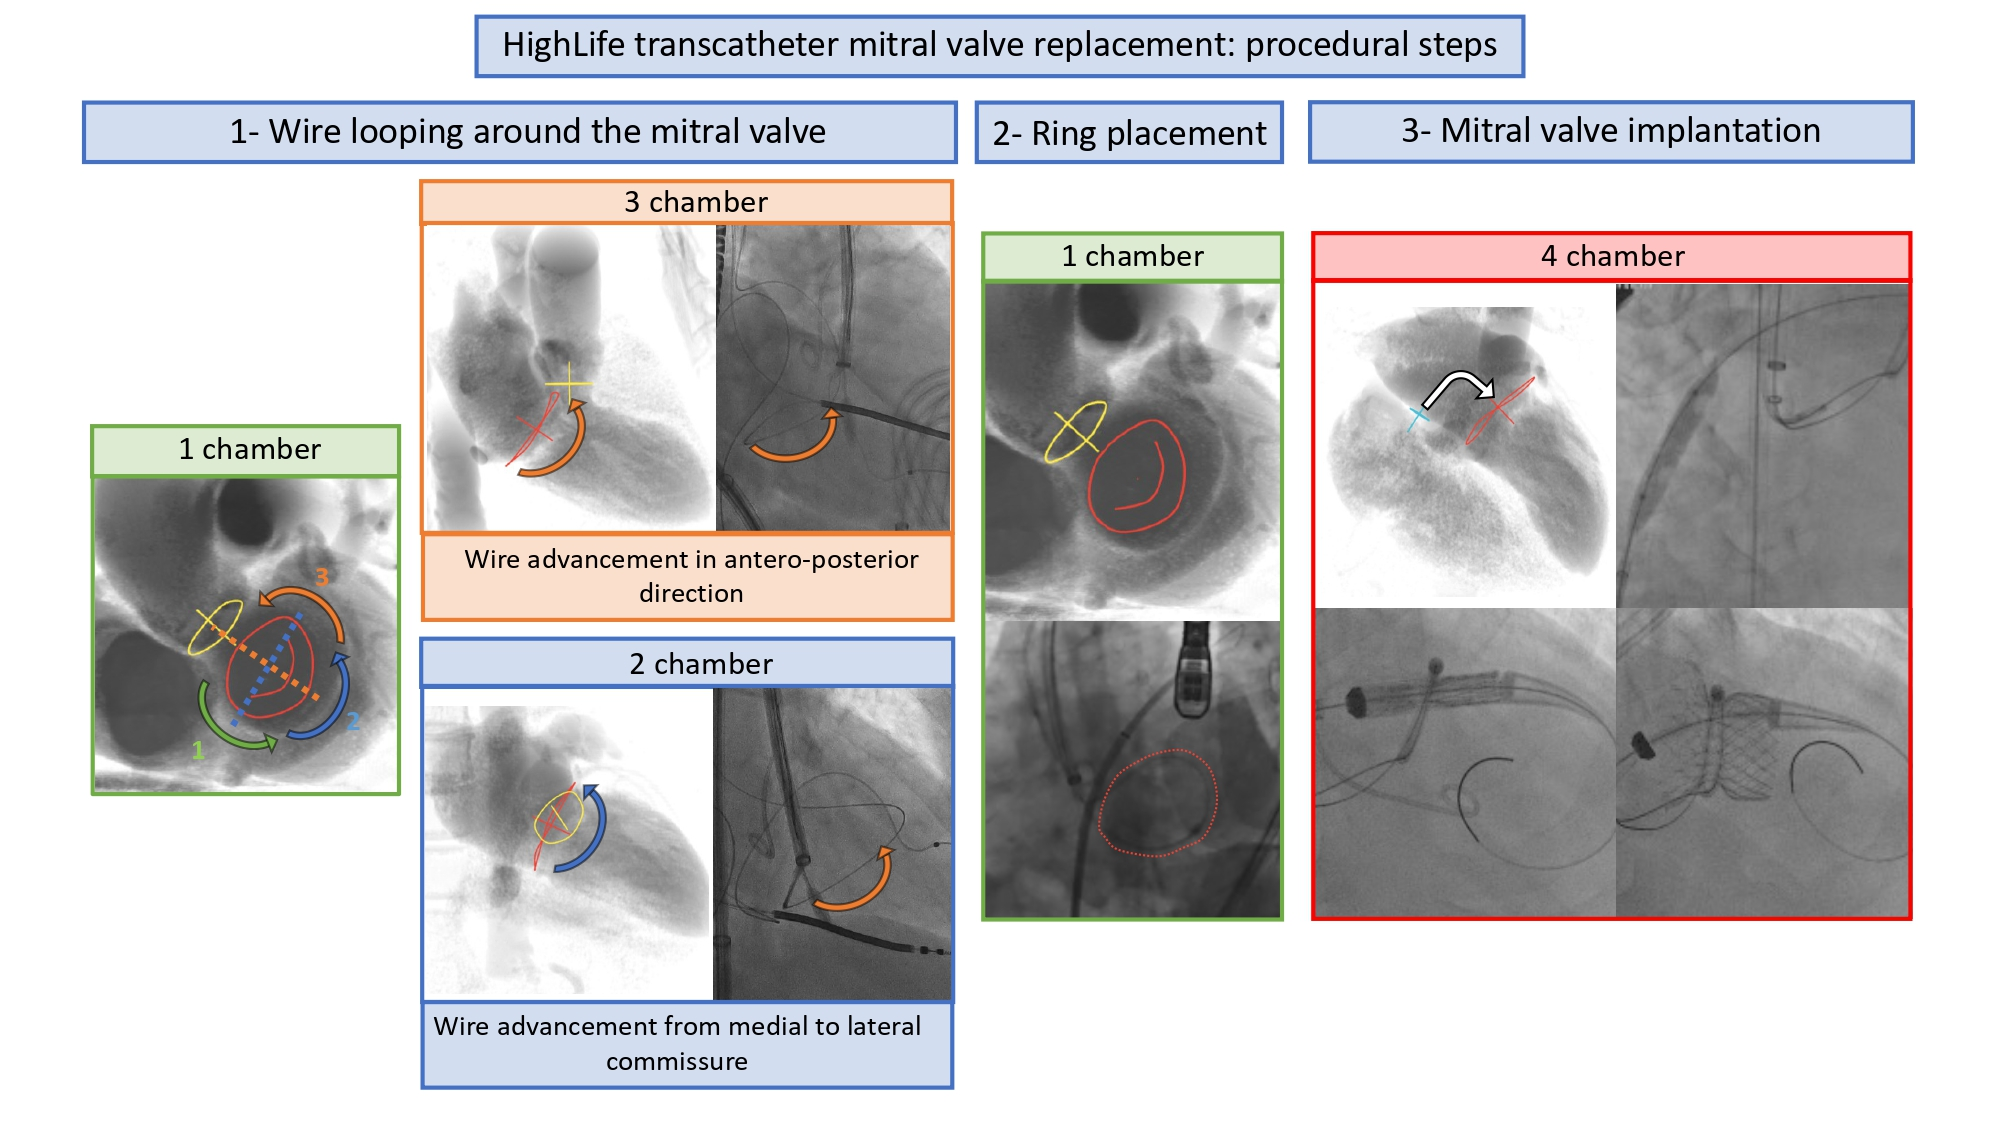 HighLife transcatheter mitral valve replacement: procedural steps
1- Wire looping around the mitral valve
2- Ring placement
3- Mitral valve implantation
1 chamber
3
2
1
3 chamber
Wire advancement in antero-posterior
direction
2 chamber
Wire advancement from medial to lateral
commissure
1 chamber
4 chamber